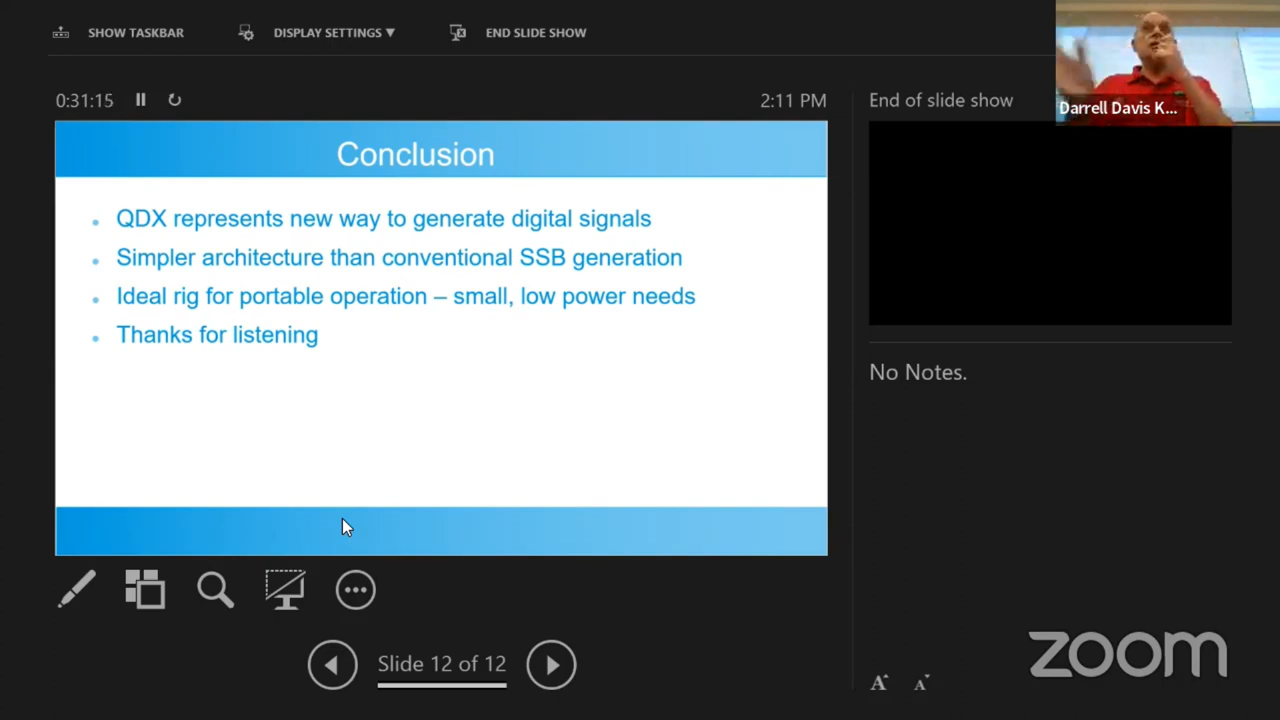 SHOW TASKBAR
DISPLAY SETTINGS ▼
END SLIDE SHOW
0:31:15
2:11 PM
End of slide show
Darrell Davis K...
Conclusion
• QDX represents new way to generate digital signals
• Simpler architecture than conventional SSB generation
• Ideal rig for portable operation – small, low power needs
• Thanks for listening
No Notes.
Slide 12 of 12
A A
zoom